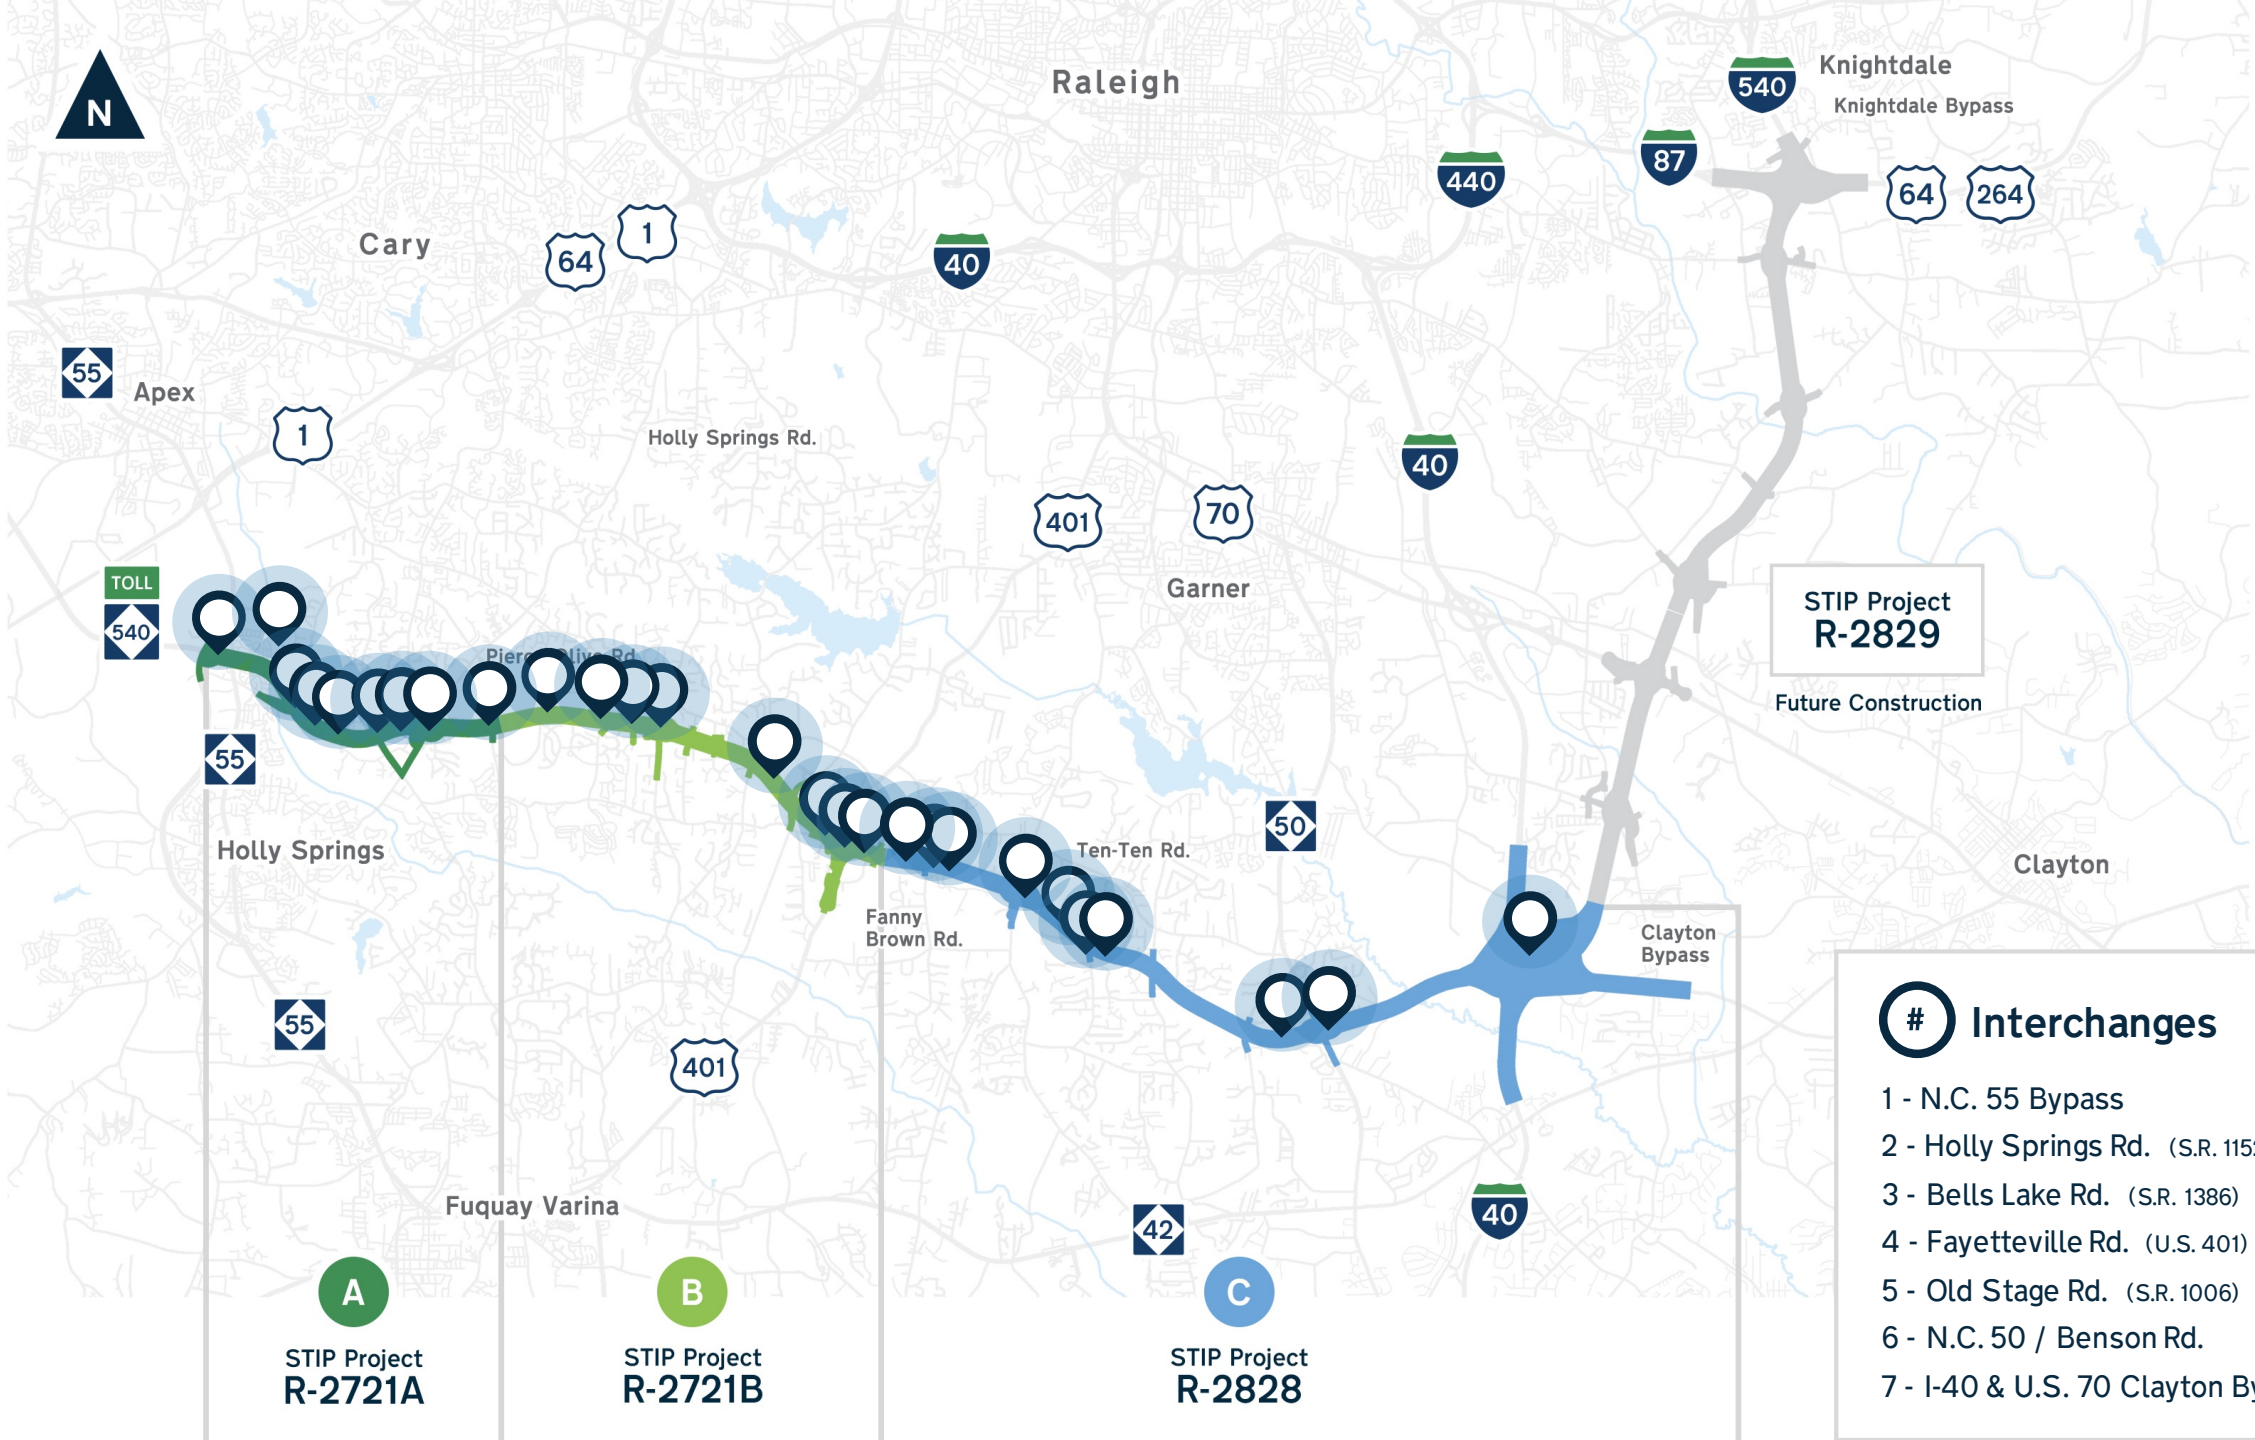 N
Raleigh
Knightdale
Knightdale Bypass
540
87
440
64
264
Cary
1
64
40
55
Apex
1
Holly Springs Rd.
40
401
70
Garner
TOLL
540
STIP Project
R-2829
Future Construction
55
50
Holly Springs
Ten-Ten Rd.
Clayton
Fanny
Brown Rd.
Clayton
Bypass
55
401
Fuquay Varina
42
40
A
STIP Project
R-2721A
B
STIP Project
R-2721B
C
STIP Project
R-2828
# Interchanges
1 - N.C. 55 Bypass
2 - Holly Springs Rd. (S.R.
3 - Bells Lake Rd. (S.R. 1386)
4 - Fayetteville Rd. (U.S. 401)
5 - Old Stage Rd. (S.R. 1006)
6 - N.C. 50 / Benson Rd.
7 - I-40 & U.S. 70 Clayton